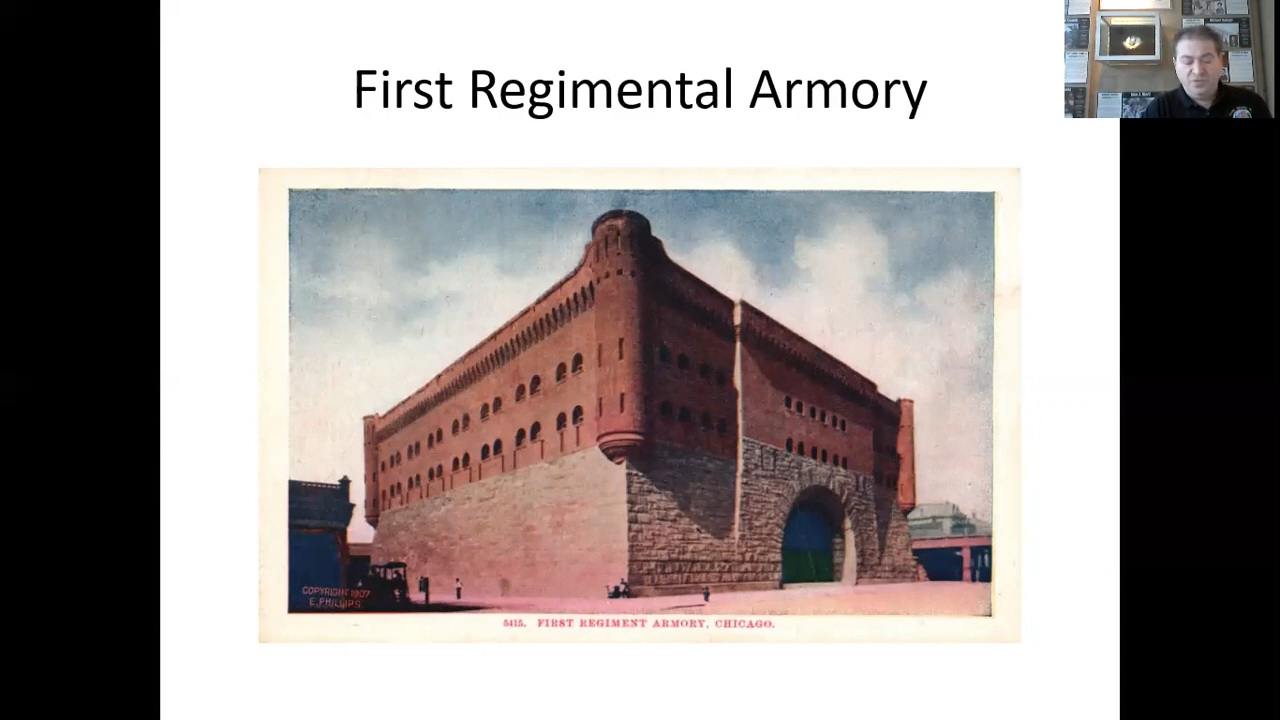 First Regimental Armory
COPYRIGHT 1907
E. PHILLIPS
5415. FIRST REGIMENT ARMORY, CHICAGO.